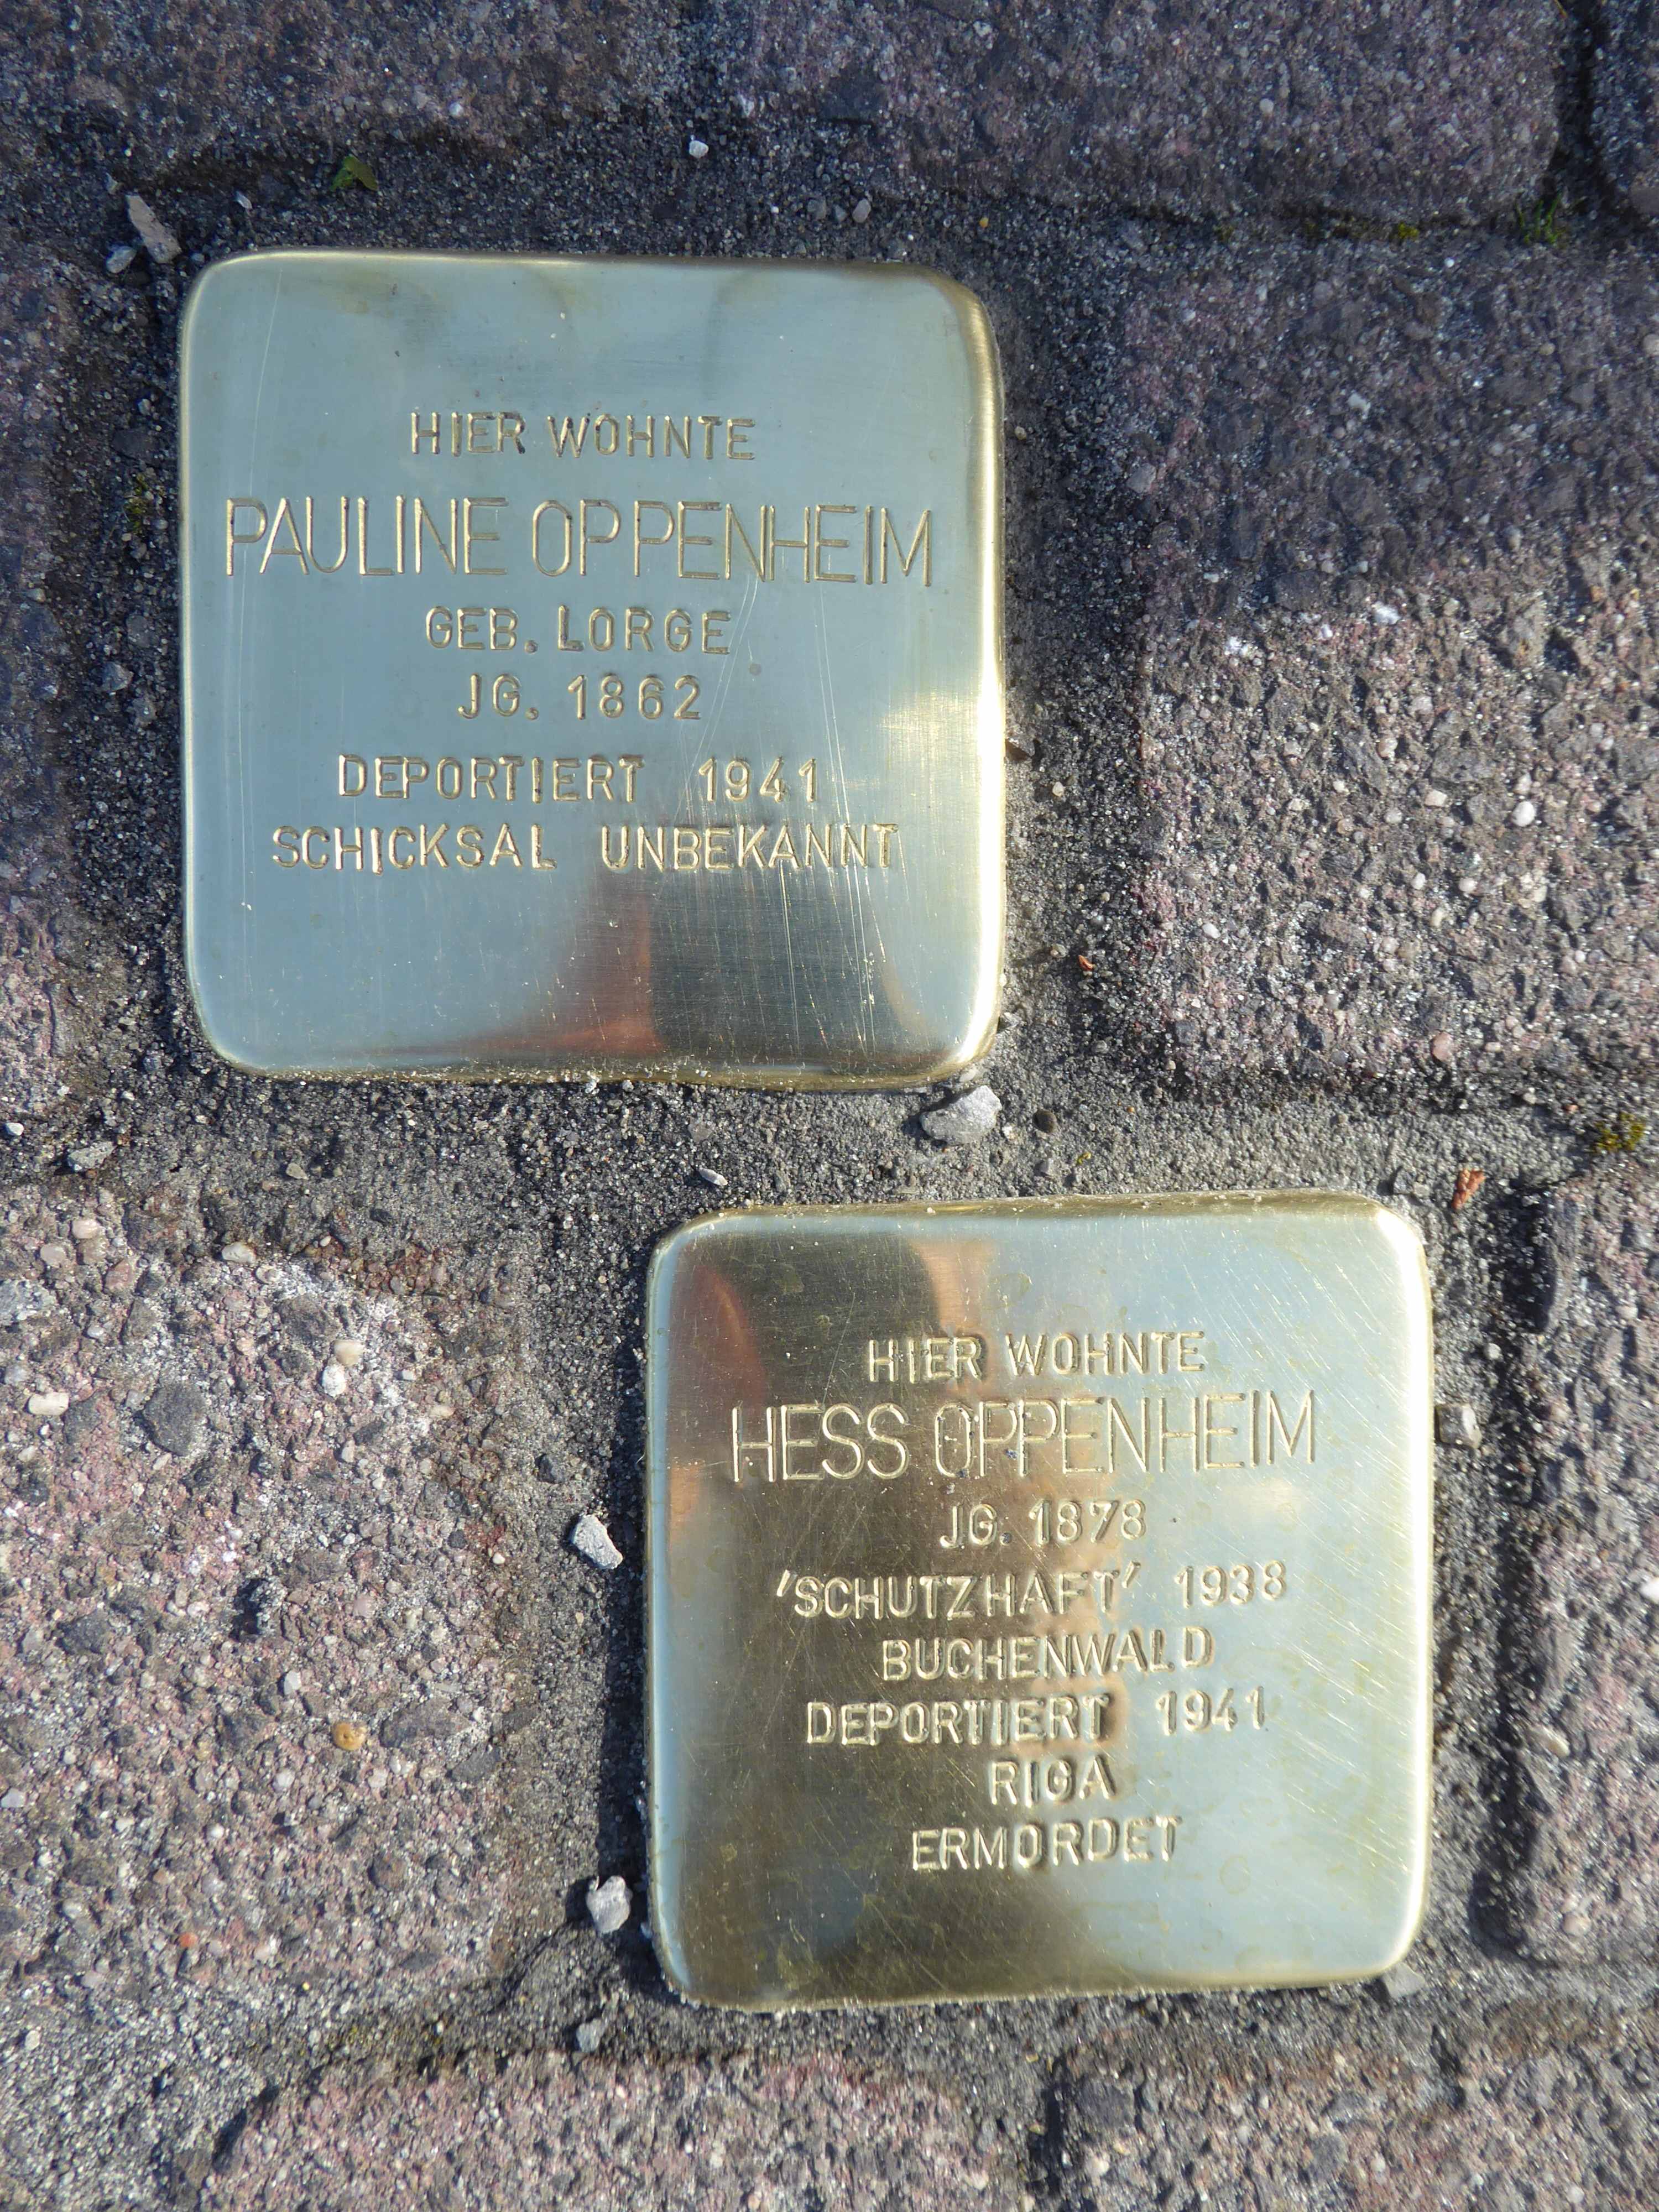 HIER WOHNTE
PAULINE OPPENHEIM
GEB. LORGE
JG. 1862
DEPORTIERT 1941
SCHICKSAL UNBEKANNT
HIER WOHNTE
HESS OPPENHEIM
JG. 1878
'SCHUTZHAFT' 1938
BUCHENWALD
DEPORTIERT 1941
RIGA
ERMORDET